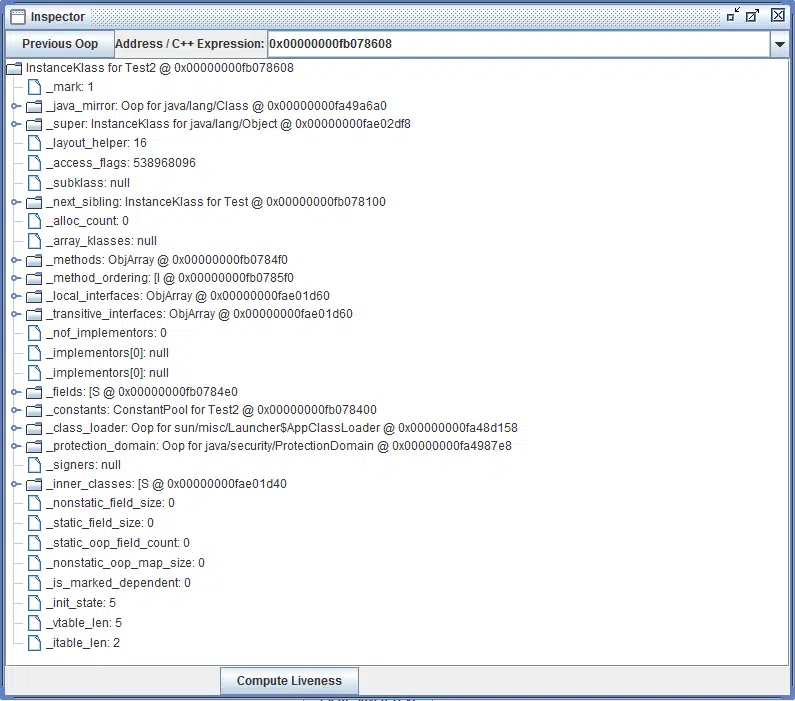 Inspector
Previous Oop Address / C++ Expression: 0x00000000fb078608
InstanceKlass for Test2 @ 0x00000000fb078608
_mark: 1
_java_mirror: Oop for java/lang/Class @ 0x00000000fa49a6a0
_super: InstanceKlass for java/lang/Object @ 0x00000000fae02df8
_layout_helper: 16
_access_flags: 538968096
_subklass: null
_next_sibling: InstanceKlass for Test @ 0x00000000fb078100
_alloc_count: 0
_array_klasses: null
_methods: ObjArray @ 0x00000000fb0784f0
_method_ordering: [I @ 0x00000000fb0785f0
_local_interfaces: ObjArray @ 0x00000000fae01d60
_transitive_interfaces: ObjArray @ 0x00000000fae01d60
_nof_implementors: 0
_implementors[0]: null
_implementors[0]: null
_fields: [S @ 0x00000000fb0784e0
_constants: ConstantPool for Test2 @ 0x00000000fb078400
_class_loader: Oop for sun/misc/Launcher$AppClassLoader @ 0x00000000fa48d158
_protection_domain: Oop for java/security/ProtectionDomain @ 0x00000000fa4987e8
_signers: null
_inner_classes: [S @ 0x00000000fae01d40
_nonstatic_field_size: 0
_static_field_size: 0
_static_oop_field_count: 0
_nonstatic_oop_map_size: 0
_is_marked_dependent: 0
_init_state: 5
_vtable_len: 5
_itable_len: 2
Compute Liveness